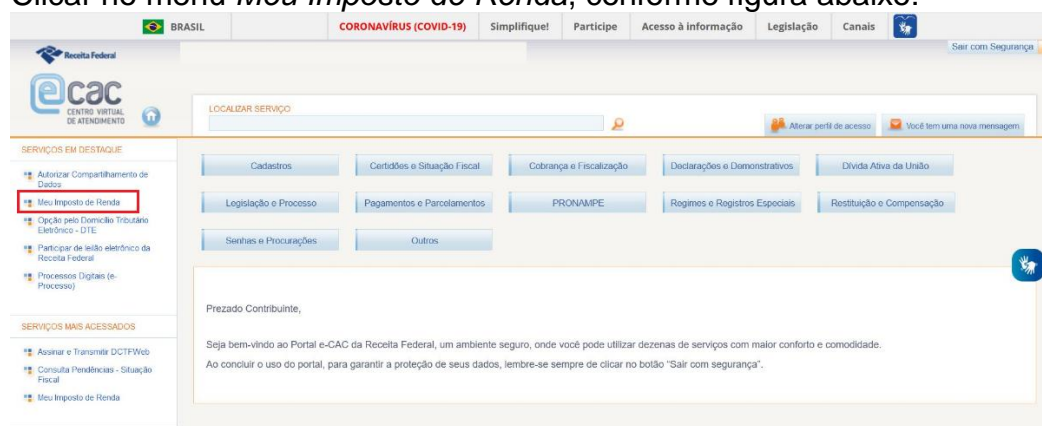 Clicar no menu Meu Imposto de Renda, conforme figura abaixo:
BRASIL CORONAVÍRUS (COVID-19) Simplifique! Participe Acesso à informação Legislação Canais
Receita Federal
Sair com Segurança
eCAC
CENTRO VIRTUAL
DE ATENDIMENTO
LOCALIZAR SERVIÇO
Alterar perfil de acesso
Você tem uma nova mensagem
SERVIÇOS EM DESTAQUE
Autorizar Compartilhamento de
Dados
Meu Imposto de Renda
Opção pelo Domicílio Tributário
Eletrônico - DTE
Participar de leilão eletrônico da
Receita Federal
Processos Digitais (e-
Processo)
SERVIÇOS MAIS ACESSADOS
Assinar e Transmitir DCTFWeb
Consulta Pendências - Situação
Fiscal
Meu Imposto de Renda
Cadastros Certidões e Situação Fiscal Cobrança e Fiscalização Declarações e Demonstrativos Dívida Ativa da União
Legislação e Processo Pagamentos e Parcelamentos PRONAMPE Regimes e Registros Especiais Restituição e Compensação
Senhas e Procurações Outros
Prezado Contribuinte,
Seja bem-vindo ao Portal e-CAC da Receita Federal, um ambiente seguro, onde você pode utilizar dezenas de serviços com maior conforto e comodidade.
Ao concluir o uso do portal, para garantir a proteção de seus dados, lembre-se sempre de clicar no botão "Sair com segurança".